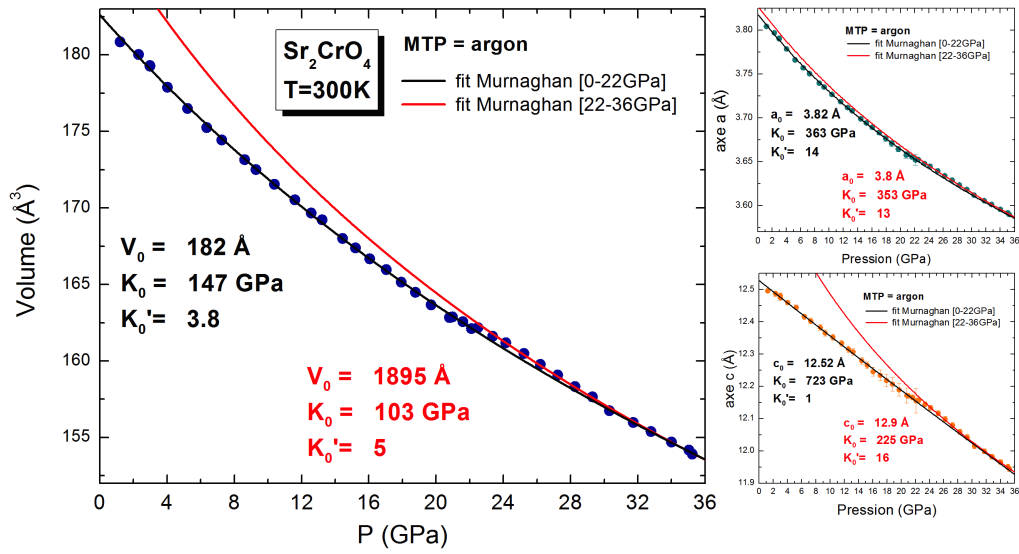 180
175
170
165
160
155
Volume (Å³)
Sr₂CrO₄
T=300K
MTP = argon
fit Murnaghan [0-22GPa]
fit Murnaghan [22-36GPa]
V₀ = 182 Å
K₀ = 147 GPa
K₀'= 3.8
V₀ = 1895 Å
K₀ = 103 GPa
K₀'= 5
0 4 8 12 16 20 24 28 32 36
P (GPa)
3.80
3.75
3.70
3.65
3.60
axe a (Å)
MTP = argon
fit Murnaghan [0-22GPa]
fit Murnaghan [22-36GPa]
a₀ = 3.82 Å
K₀ = 363 GPa
K₀'= 14
a₀ = 3.8 Å
K₀ = 353 GPa
K₀'= 13
0 2 4 6 8 10 12 14 16 18 20 22 24 26 28 30 32 34 36
Pression (GPa)
12.5
12.4
12.3
12.2
12.1
12.0
11.9
axe c (Å)
MTP = argon
fit Murnaghan [0-22GPa]
fit Murnaghan [22-36GPa]
c₀ = 12.52 Å
K₀ = 723 GPa
K₀'= 1
c₀ = 12.9 Å
K₀ = 225 GPa
K₀'= 16
0 2 4 6 8 10 12 14 16 18 20 22 24 26 28 30 32 34 36
Pression (GPa)